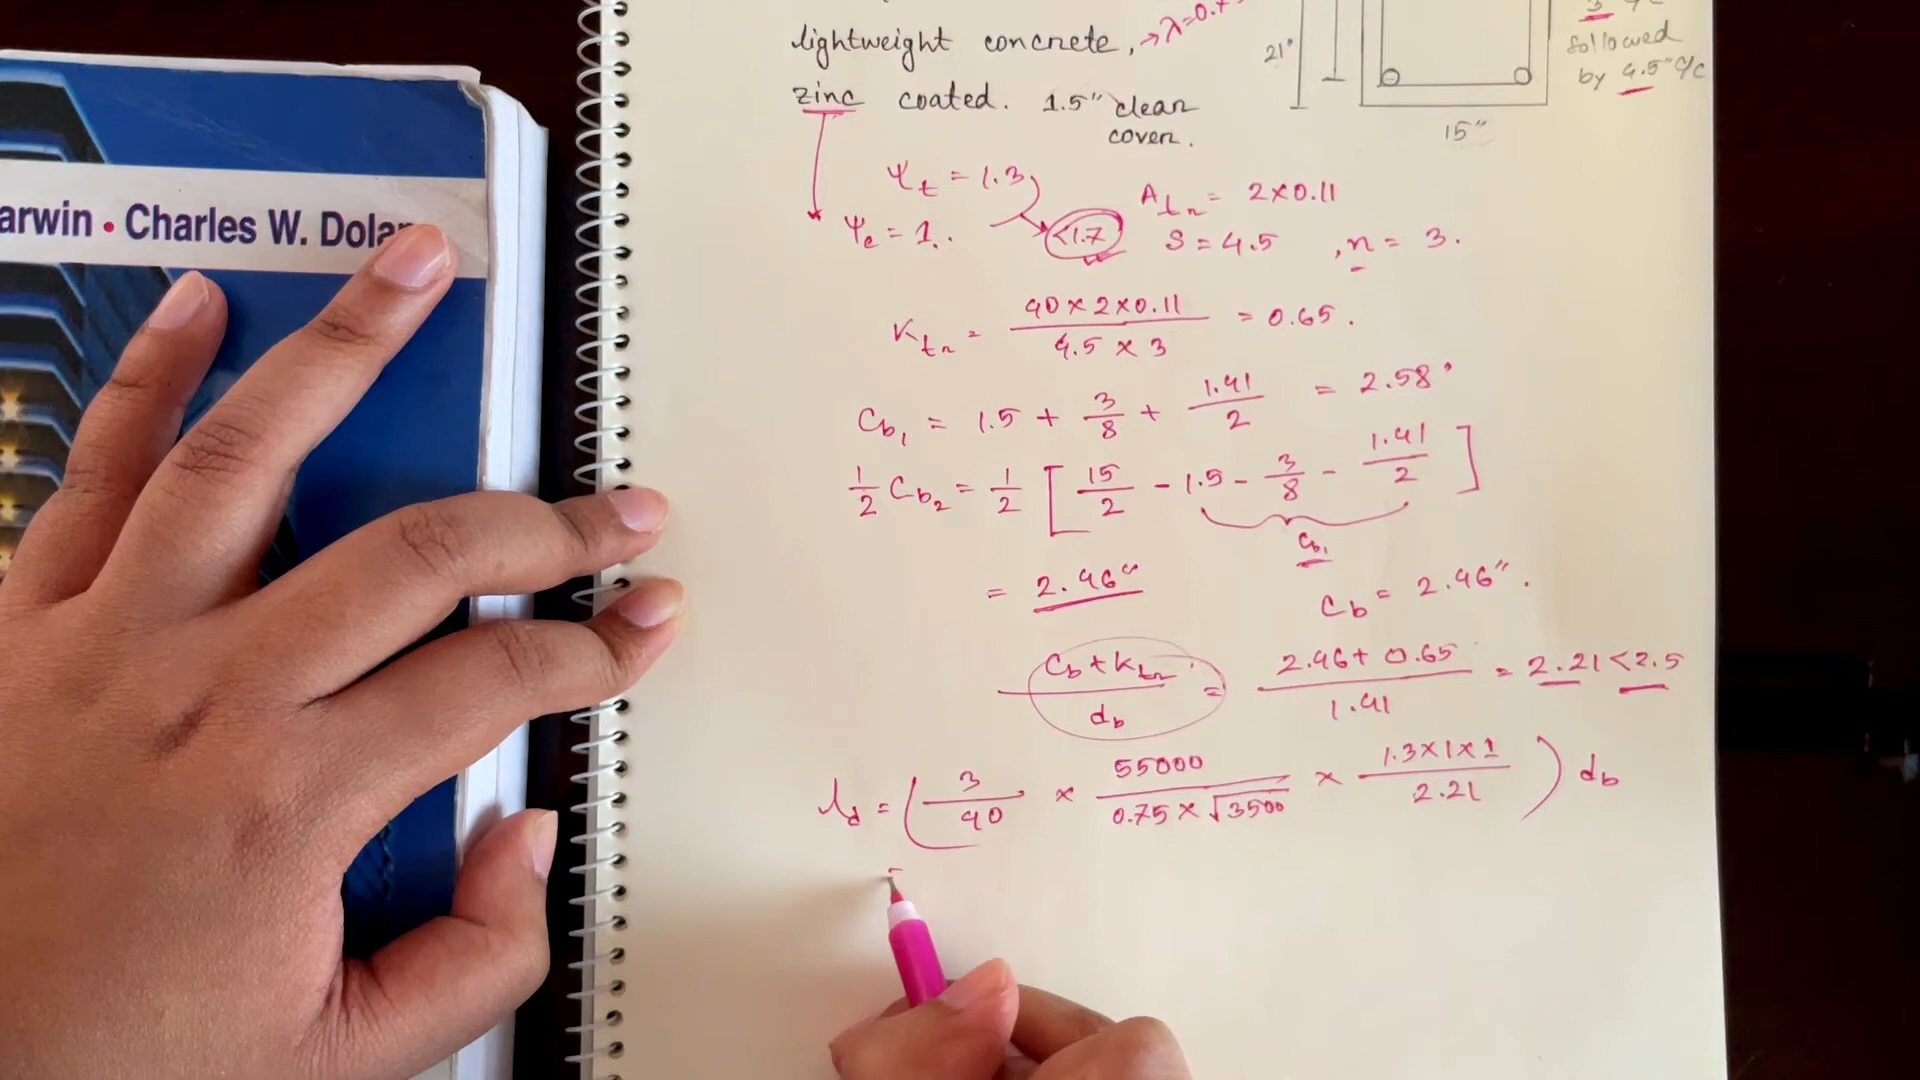 arwin • Charles W. Dola
lightweight concrete, → λ=0.7
zinc coated. 1.5" clear
cover.
21"
15"
followed
by 4.5" c/c
Ψt = 1.3
Ψe = 1.
<1.7
Atr = 2×0.11
S = 4.5 , n = 3.
Ktr = 40×2×0.11 / 4.5 × 3 = 0.65.
Cb1 = 1.5 + 3/8 + 1.41/2 = 2.58"
1/2 Cb2 = 1/2 [ 15/2 - 1.5 - 3/8 - 1.41/2 ]
Cb1
= 2.46"
Cb = 2.46".
Cb + Ktr / db = 2.46 + 0.65 / 1.41 = 2.21 < 2.5
ld = ( 3/40 × 55000 / 0.75 × √3500 × 1.3×1×1 / 2.21 ) db
=